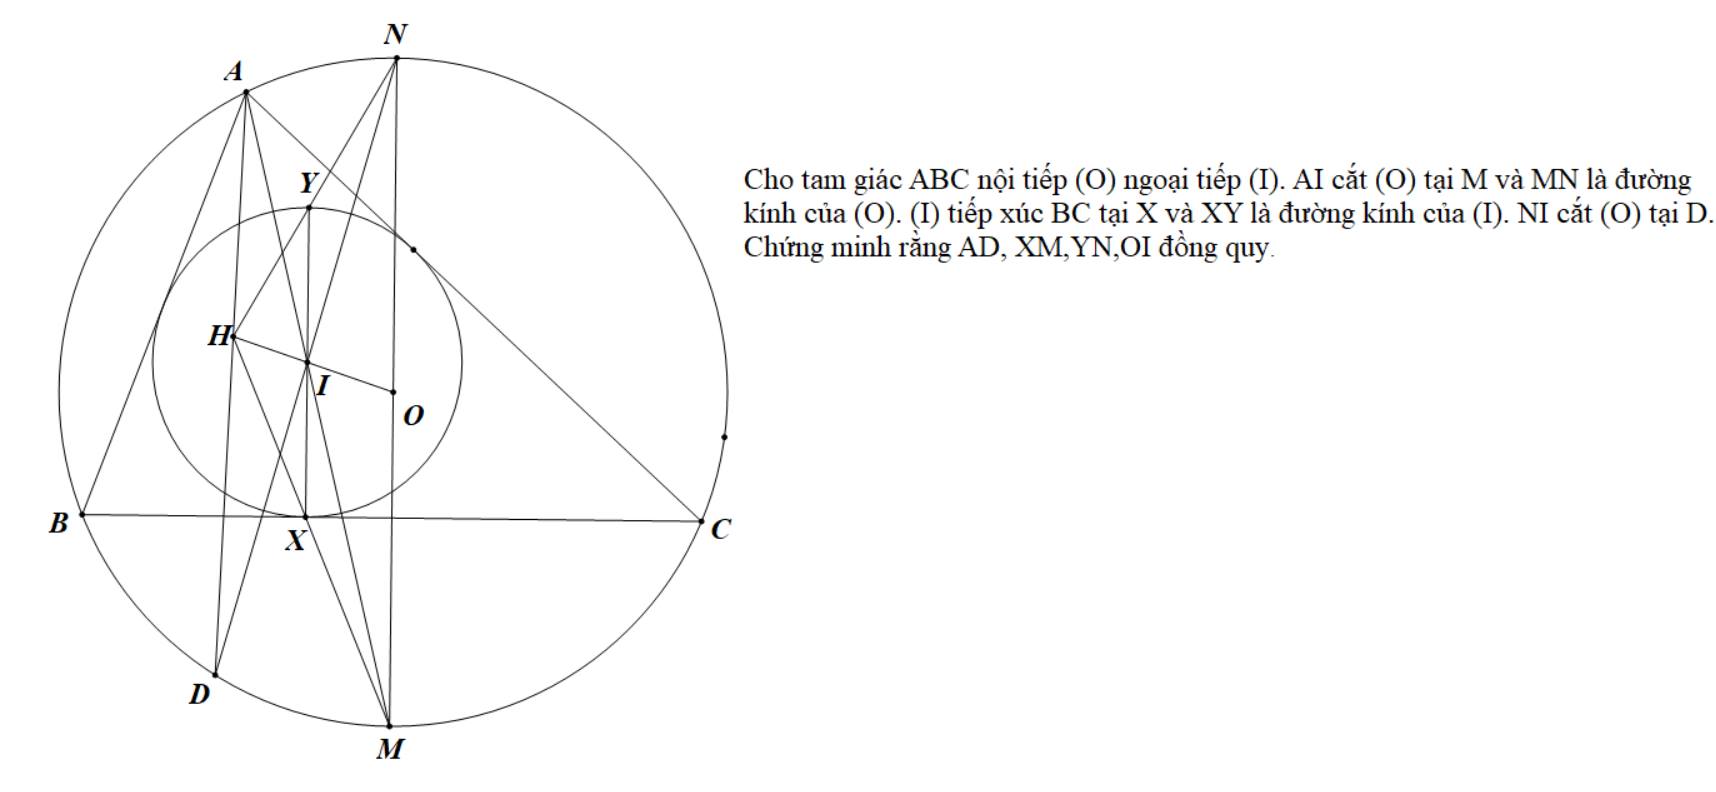 N
A
Y
H
I
O
B
X
C
D
M
Cho tam giác ABC nội tiếp (O) ngoại tiếp (I). AI cắt (O) tại M và MN là đường
kính của (O). (I) tiếp xúc BC tại X và XY là đường kính của (I). NI cắt (O) tại D.
Chứng minh rằng AD, XM,YN,OI đồng quy.